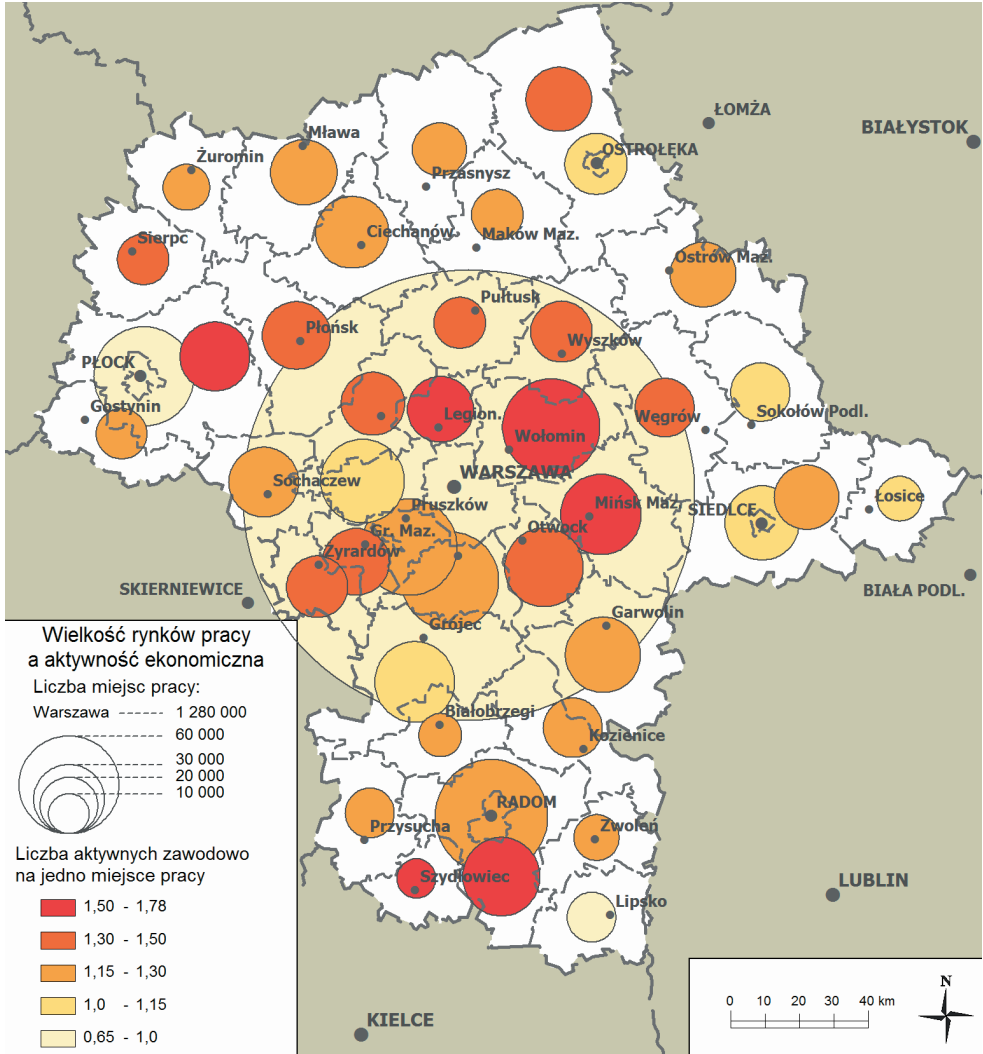 ŁOMŻA
BIAŁYSTOK
Mława
OSTROŁĘKA
Żuromin
Przasnysz
Sierpc
Ciechanów
Maków Maz.
Ostrów Maz.
Pułtusk
Płońsk
Wyszków
PŁOCK
Gostynin
Legion.
Węgrów
Sokołów Podl.
Wołomin
WARSZAWA
Sochaczew
Pruszków
Mińsk Maz.
SIEDLCE
Łosice
Gr. Maz.
Otwock
Żyrardów
SKIERNIEWICE
BIAŁA PODL.
Garwolin
Grójec
Wielkość rynków pracy
a aktywność ekonomiczna
Liczba miejsc pracy:
Warszawa 1 280 000
60 000
30 000
20 000
10 000
Białobrzegi
Kozienice
RADOM
Przysucha
Zwoleń
Liczba aktywnych zawodowo
na jedno miejsce pracy
Szydłowiec
LUBLIN
Lipsko
1,50 - 1,78
1,30 - 1,50
1,15 - 1,30
1,0 - 1,15
0,65 - 1,0
KIELCE
N
0 10 20 30 40 km